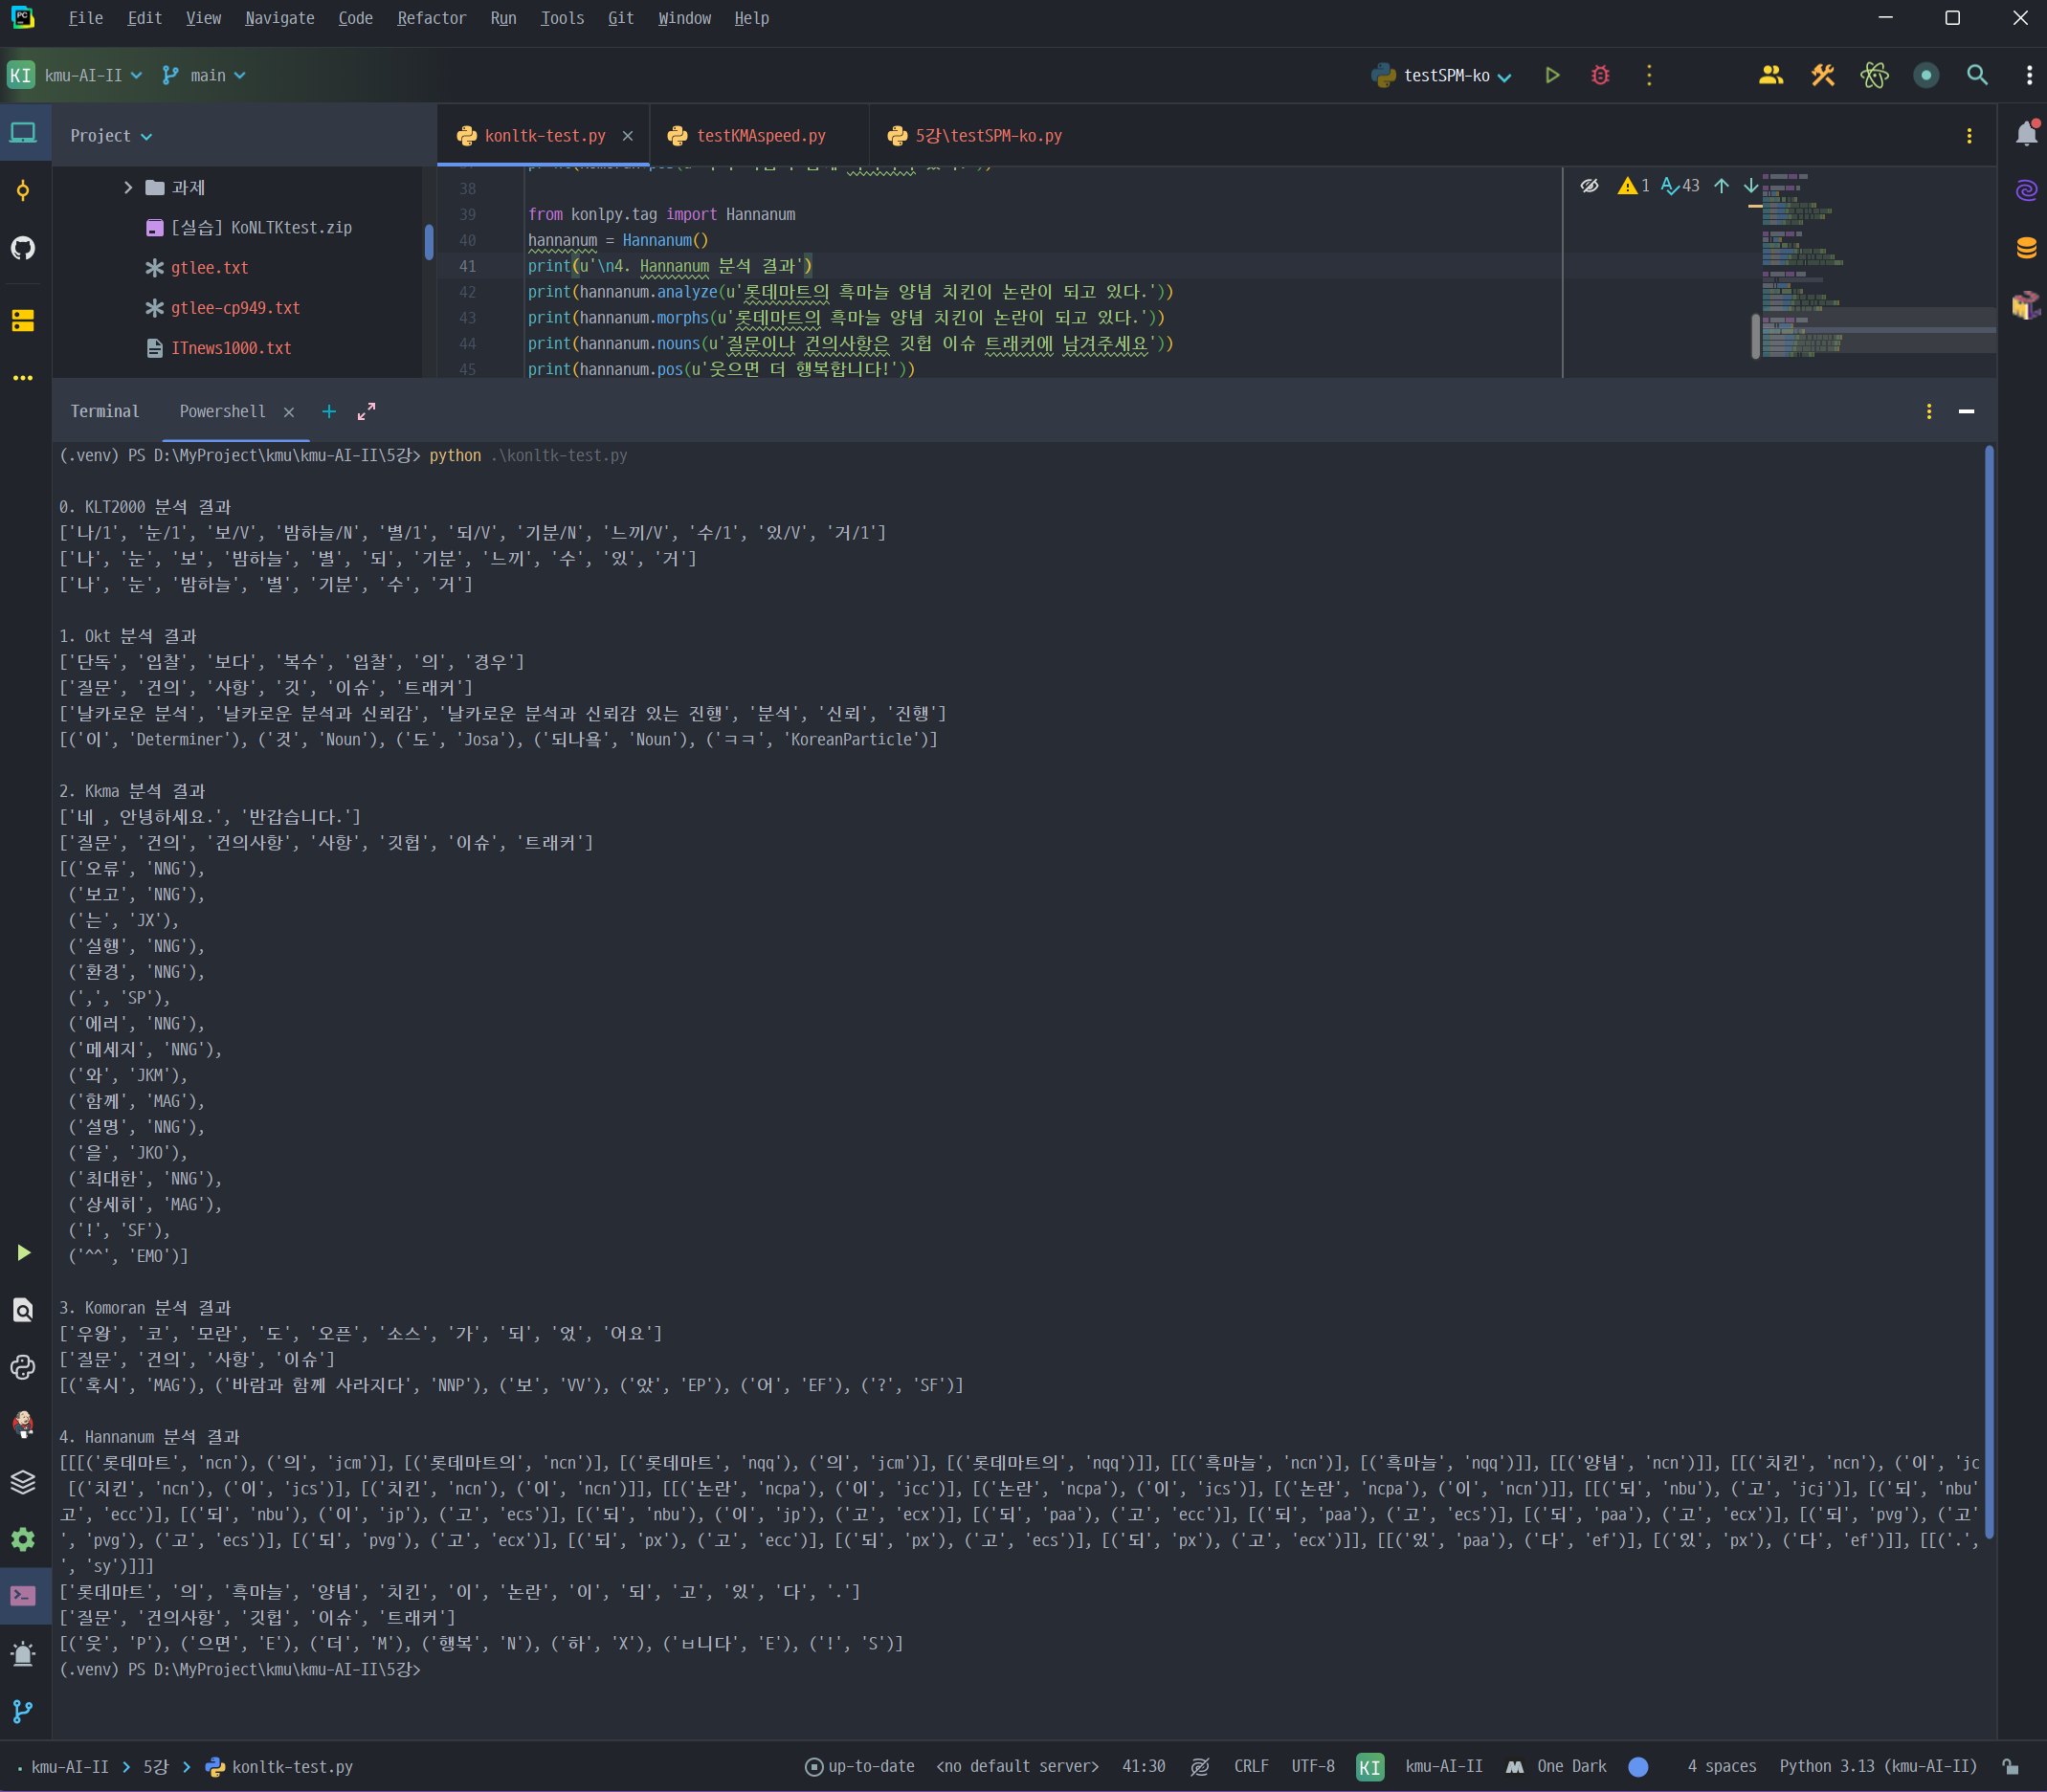 File Edit View Navigate Code Refactor Run Tools Git Window Help
KI kmu-AI-II main testSPM-ko
Project
konltk-test.py testKMAspeed.py 5강\testSPM-ko.py
과제
[실습] KoNLTKtest.zip
gtlee.txt
gtlee-cp949.txt
ITnews1000.txt
38
39 from konlpy.tag import Hannanum
40 hannanum = Hannanum()
41 print(u'\n4. Hannanum 분석 결과')
42 print(hannanum.analyze(u'롯데마트의 흑마늘 양념 치킨이 논란이 되고 있다.'))
43 print(hannanum.morphs(u'롯데마트의 흑마늘 양념 치킨이 논란이 되고 있다.'))
44 print(hannanum.nouns(u'질문이나 건의사항은 깃헙 이슈 트래커에 남겨주세요'))
45 print(hannanum.pos(u'웃으면 더 행복합니다!'))
1 43
Terminal Powershell
(.venv) PS D:\MyProject\kmu\kmu-AI-II\5강> python .\konltk-test.py
0. KLT2000 분석 결과
['나/1', '눈/1', '보/V', '밤하늘/N', '별/1', '되/V', '기분/N', '느끼/V', '수/1', '있/V', '거/1']
['나', '눈', '보', '밤하늘', '별', '되', '기분', '느끼', '수', '있', '거']
['나', '눈', '밤하늘', '별', '기분', '수', '거']
1. Okt 분석 결과
['단독', '입찰', '보다', '복수', '입찰', '의', '경우']
['질문', '건의', '사항', '깃', '이슈', '트래커']
['날카로운 분석', '날카로운 분석과 신뢰감', '날카로운 분석과 신뢰감 있는 진행', '분석', '신뢰', '진행']
[('이', 'Determiner'), ('것', 'Noun'), ('도', 'Josa'), ('되나욬', 'Noun'), ('ㅋㅋ', 'KoreanParticle')]
2. Kkma 분석 결과
['네 , 안녕하세요.', '반갑습니다.']
['질문', '건의', '건의사항', '사항', '깃헙', '이슈', '트래커']
[('오류', 'NNG'),
('보고', 'NNG'),
('는', 'JX'),
('실행', 'NNG'),
('환경', 'NNG'),
(',', 'SP'),
('에러', 'NNG'),
('메세지', 'NNG'),
('와', 'JKM'),
('함께', 'MAG'),
('설명', 'NNG'),
('을', 'JKO'),
('최대한', 'NNG'),
('상세히', 'MAG'),
('!', 'SF'),
('^^', 'EMO')]
3. Komoran 분석 결과
['우왕', '코', '모란', '도', '오픈', '소스', '가', '되', '었', '어요']
['질문', '건의', '사항', '이슈']
[('혹시', 'MAG'), ('바람과 함께 사라지다', 'NNP'), ('보', 'VV'), ('았', 'EP'), ('어', 'EF'), ('?', 'SF')]
4. Hannanum 분석 결과
[[[('롯데마트', 'ncn'), ('의', 'jcm')], [('롯데마트의', 'ncn')], [('롯데마트', 'nqq'), ('의', 'jcm')], [('롯데마트의', 'nqq')]], [[('흑마늘', 'ncn')], [('흑마늘', 'nqq')]], [[('양념', 'ncn')]], [[('치킨', 'ncn'), ('이', 'jc
[('치킨', 'ncn'), ('이', 'jcs')], [('치킨', 'ncn'), ('이', 'ncn')]], [[('논란', 'ncpa'), ('이', 'jcc')], [('논란', 'ncpa'), ('이', 'jcs')], [('논란', 'ncpa'), ('이', 'ncn')]], [[('되', 'nbu'), ('고', 'jcj')], [('되', 'nbu'
고', 'ecc')], [('되', 'nbu'), ('이', 'jp'), ('고', 'ecs')], [('되', 'nbu'), ('이', 'jp'), ('고', 'ecx')], [('되', 'paa'), ('고', 'ecc')], [('되', 'paa'), ('고', 'ecs')], [('되', 'paa'), ('고', 'ecx')], [('되', 'pvg'), ('고'
', 'pvg'), ('고', 'ecs')], [('되', 'pvg'), ('고', 'ecx')], [('되', 'px'), ('고', 'ecc')], [('되', 'px'), ('고', 'ecs')], [('되', 'px'), ('고', 'ecx')]], [[('있', 'paa'), ('다', 'ef')], [('있', 'px'), ('다', 'ef')]], [[('.',
', 'sy')]]]
['롯데마트', '의', '흑마늘', '양념', '치킨', '이', '논란', '이', '되', '고', '있', '다', '.']
['질문', '건의사항', '깃헙', '이슈', '트래커']
[('웃', 'P'), ('으면', 'E'), ('더', 'M'), ('행복', 'N'), ('하', 'X'), ('ㅂ니다', 'E'), ('!', 'S')]
(.venv) PS D:\MyProject\kmu\kmu-AI-II\5강>
kmu-AI-II > 5강 > konltk-test.py up-to-date <no default server> 41:30 CRLF UTF-8 KI kmu-AI-II One Dark 4 spaces Python 3.13 (kmu-AI-II)